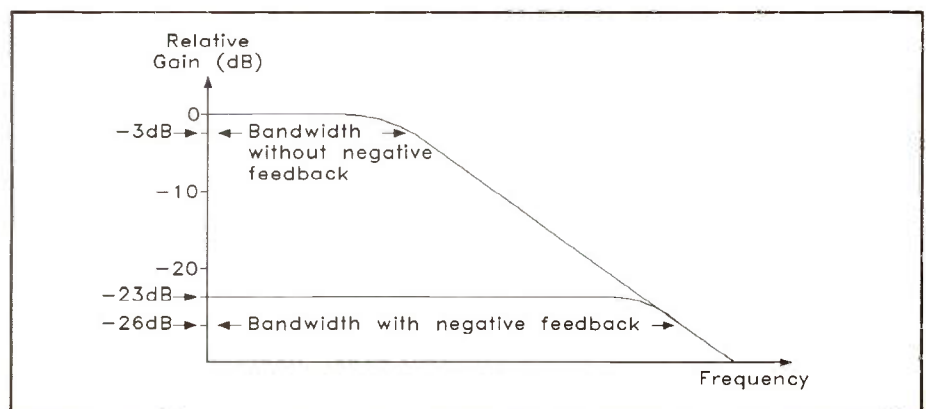 Relative
Gain (dB)
0
-3dB
Bandwidth
without negative
feedback
-10
-20
-23dB
-26dB
Bandwidth with negative feedback
Frequency